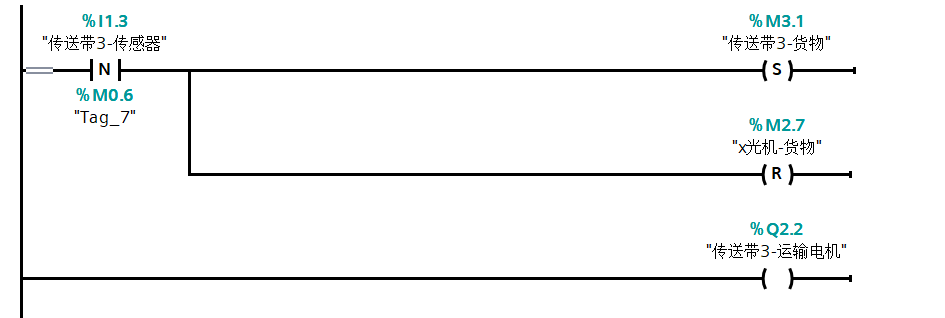 %I1.3
"传送带3-传感器"
N
%M0.6
"Tag_7"
%M3.1
"传送带3-货物"
S
%M2.7
"x光机-货物"
R
%Q2.2
"传送带3-运输电机"